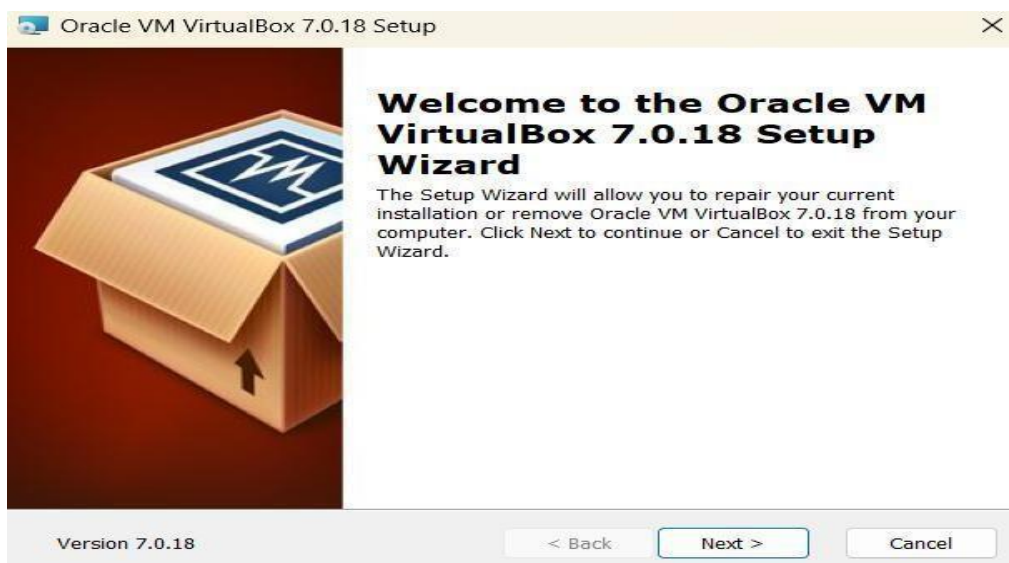 Oracle VM VirtualBox 7.0.18 Setup
Welcome to the Oracle VM
VirtualBox 7.0.18 Setup
Wizard
The Setup Wizard will allow you to repair your current
installation or remove Oracle VM VirtualBox 7.0.18 from your
computer. Click Next to continue or Cancel to exit the Setup
Wizard.
Version 7.0.18
< Back
Next >
Cancel